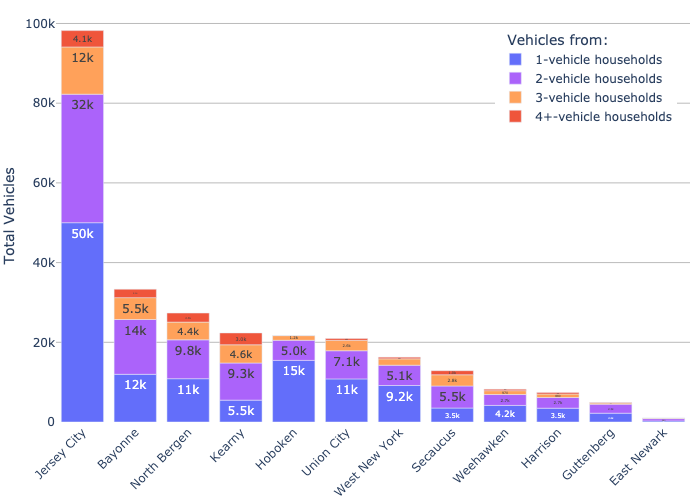 100k
80k
60k
40k
20k
0
Total Vehicles
Vehicles from:
1-vehicle households
2-vehicle households
3-vehicle households
4+-vehicle households
4.1k
12k
32k
50k
5.5k
14k
12k
4.4k
9.8k
11k
4.6k
9.3k
5.5k
5.0k
15k
7.1k
11k
5.1k
9.2k
2.8k
5.5k
3.5k
4.2k
3.5k
Jersey City
Bayonne
North Bergen
Kearny
Hoboken
Union City
West New York
Secaucus
Weehawken
Harrison
Guttenberg
East Newark